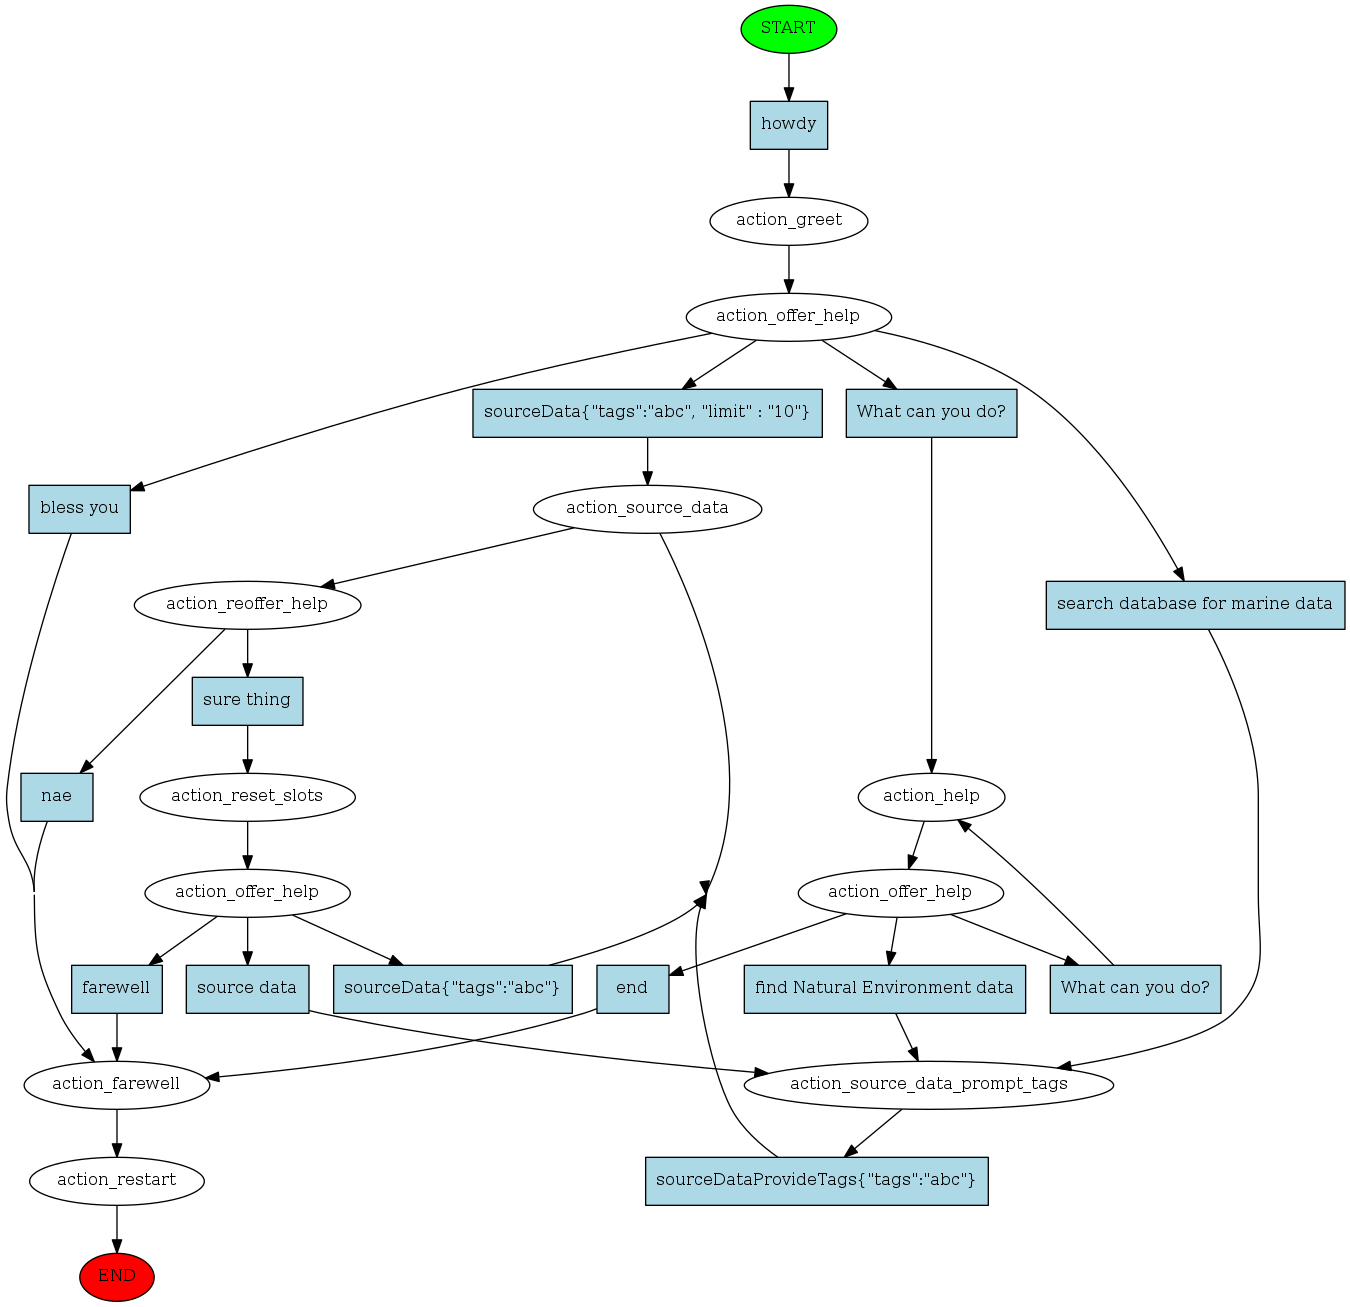 START
howdy
action_greet
action_offer_help
sourceData{"tags":"abc", "limit" : "10"}
What can you do?
bless you
action_source_data
action_reoffer_help
search database for marine data
sure thing
nae
action_reset_slots
action_help
action_offer_help
action_offer_help
farewell
source data
sourceData{"tags":"abc"}
end
find Natural Environment data
What can you do?
action_farewell
action_source_data_prompt_tags
action_restart
sourceDataProvideTags{"tags":"abc"}
END